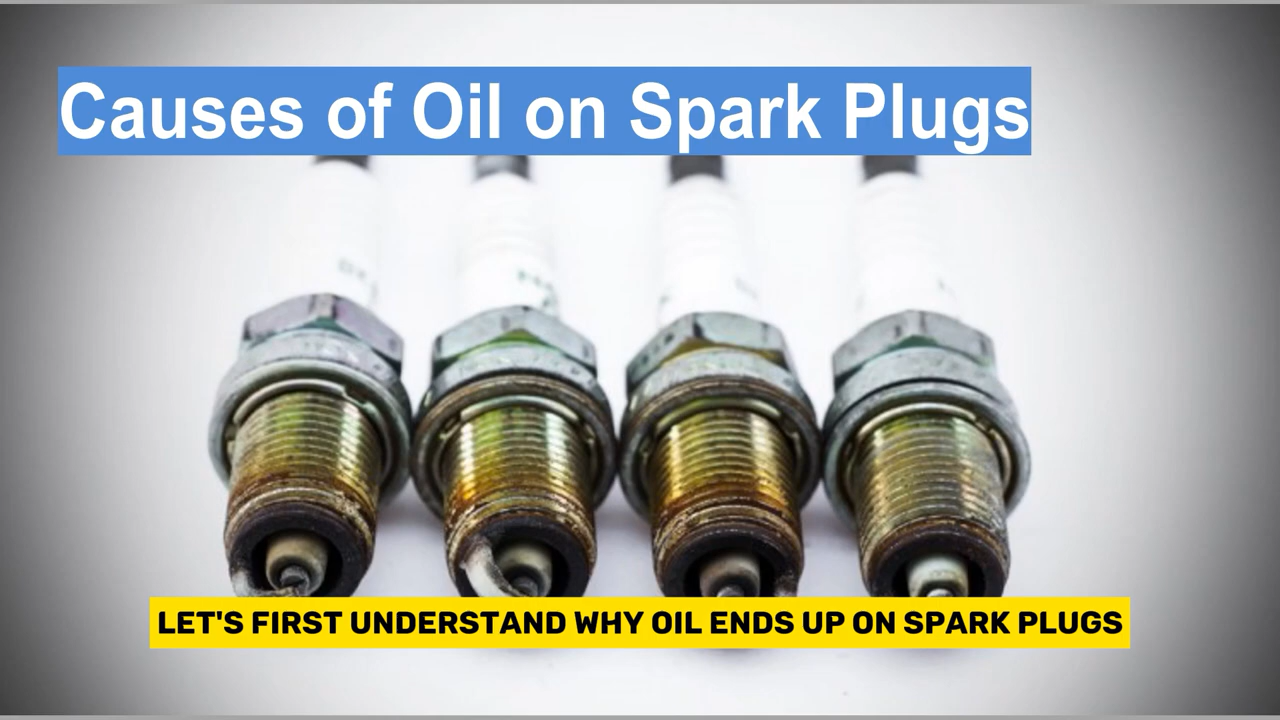 Causes of Oil on Spark Plugs
LET'S FIRST UNDERSTAND WHY OIL ENDS UP ON SPARK PLUGS